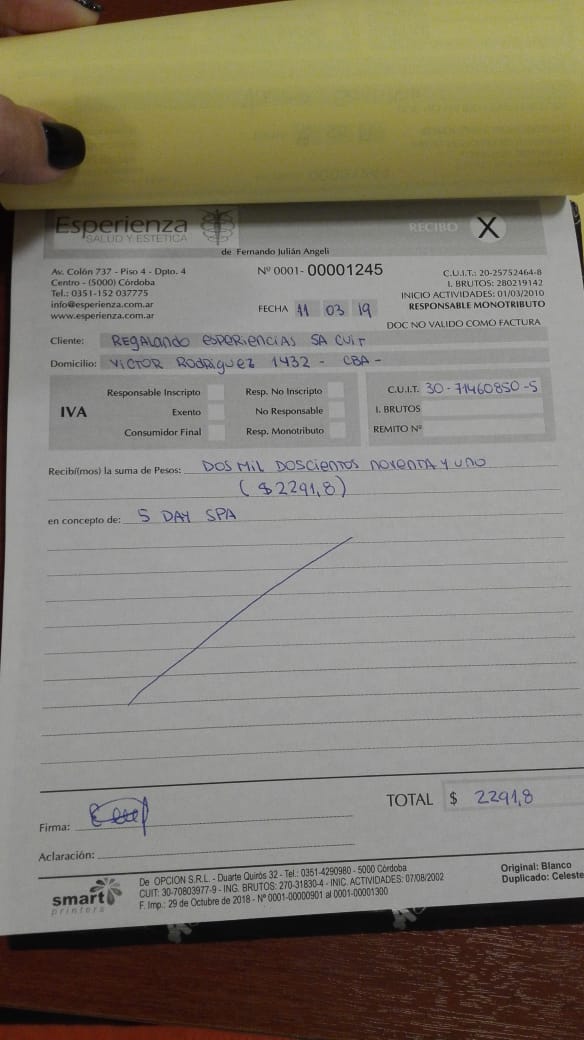 Esperienza
SALUD Y ESTETICA
RECIBO X
de Fernando Julián Angeli
Av. Colón 737 - Piso 4 - Dpto. 4
Centro - (5000) Córdoba
Tel.: 0351-152 037775
info@esperienza.com.ar
www.esperienza.com.ar
Nº 0001- 00001245
FECHA 11 03 19
C.U.I.T.: 20-25752464-8
I. BRUTOS: 280219142
INICIO ACTIVIDADES: 01/03/2010
RESPONSABLE MONOTRIBUTO
DOC NO VALIDO COMO FACTURA
Cliente: REGALANDO ESPERIENCIAS SA CUIT
Domicilio: VICTOR RODRIGUEZ 1432 - CBA -
IVA
Responsable Inscripto
Exento
Consumidor Final
Resp. No Inscripto
No Responsable
Resp. Monotributo
C.U.I.T. 30-71460850-5
I. BRUTOS
REMITO Nº
Recibí(mos) la suma de Pesos: DOS MIL DOSCIENTOS NOVENTA Y UNO
($2291,8)
en concepto de: 5 DAY SPA
TOTAL $ 2291,8
Firma:
Aclaración:
smart
printers
De OPCION S.R.L. - Duarte Quirós 32 - Tel.: 0351-4290980 - 5000 Córdoba
CUIT: 30-70803977-9 - ING. BRUTOS: 270-31830-4 - INIC. ACTIVIDADES: 07/08/2002
F. Imp.: 29 de Octubre de 2018 - Nº 0001-00000901 al 0001-00001300
Original: Blanco
Duplicado: Celeste